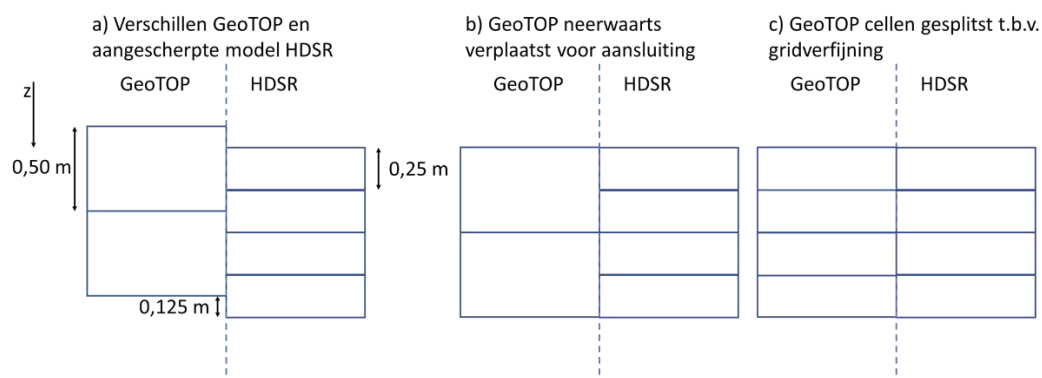 a) Verschillen GeoTOP en
aangescherpte model HDSR
GeoTOP
HDSR
z
0,50 m
0,25 m
0,125 m
b) GeoTOP neerwaarts
verplaatst voor aansluiting
GeoTOP
HDSR
c) GeoTOP cellen gesplitst t.b.v.
gridverfijning
GeoTOP
HDSR